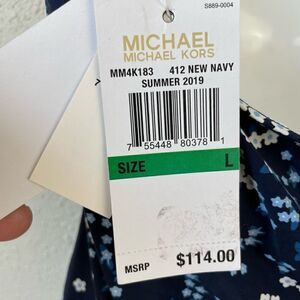 S889-0004
MICHAEL
MICHAEL KORS
MM4K183 412 NEW NAVY
SUMMER 2019
7 55448 80378 1
SIZE L
MSRP $114.00